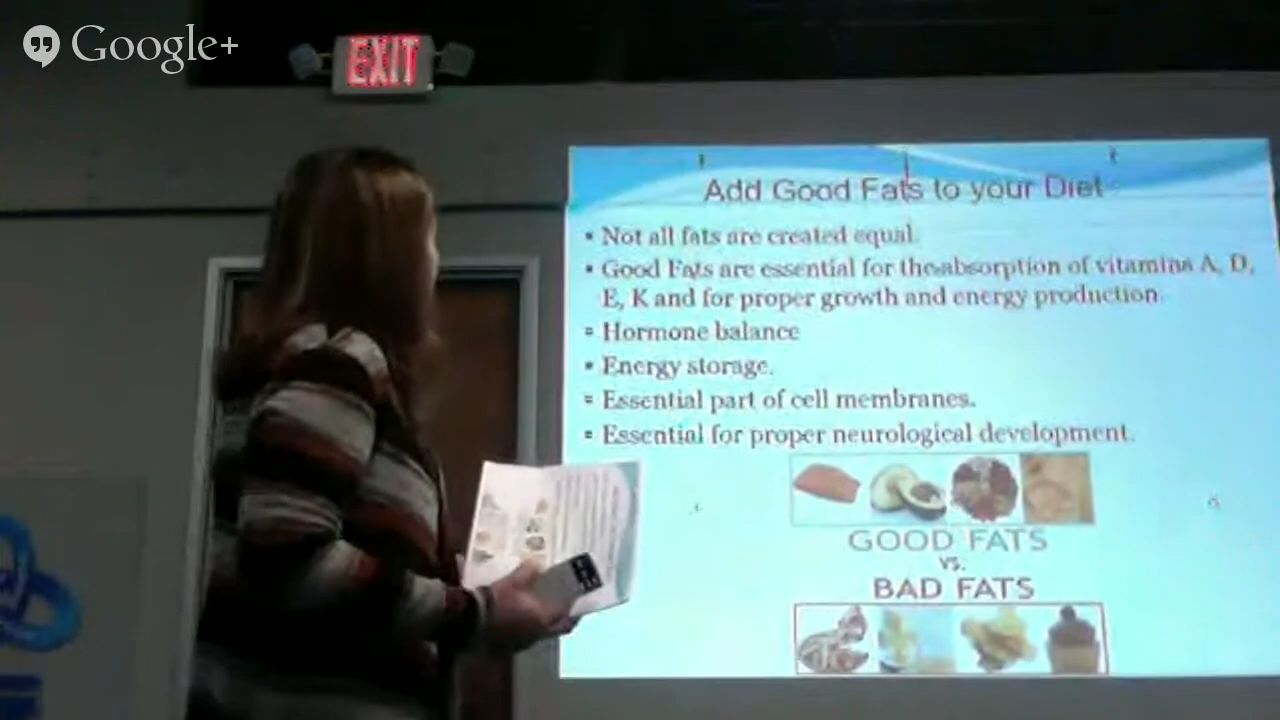 Google+
EXIT
Add Good Fats to your Diet
Not all fats are created equal.
Good Fats are essential for the absorption of vitamins A, D,
E, K and for proper growth and energy production.
Hormone balance
Energy storage.
Essential part of cell membranes.
Essential for proper neurological development.
GOOD FATS
vs.
BAD FATS